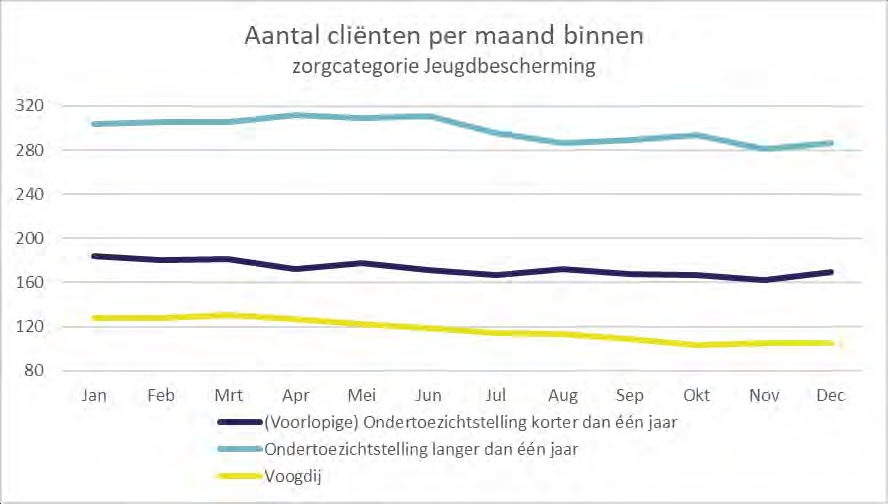 Aantal cliënten per maand binnen
zorgcategorie Jeugdbescherming
320
280
240
200
160
120
80
Jan Feb Mrt Apr Mei Jun Jul Aug Sep Okt Nov Dec
(Voorlopige) Ondertoezichtstelling korter dan één jaar
Ondertoezichtstelling langer dan één jaar
Voogdij